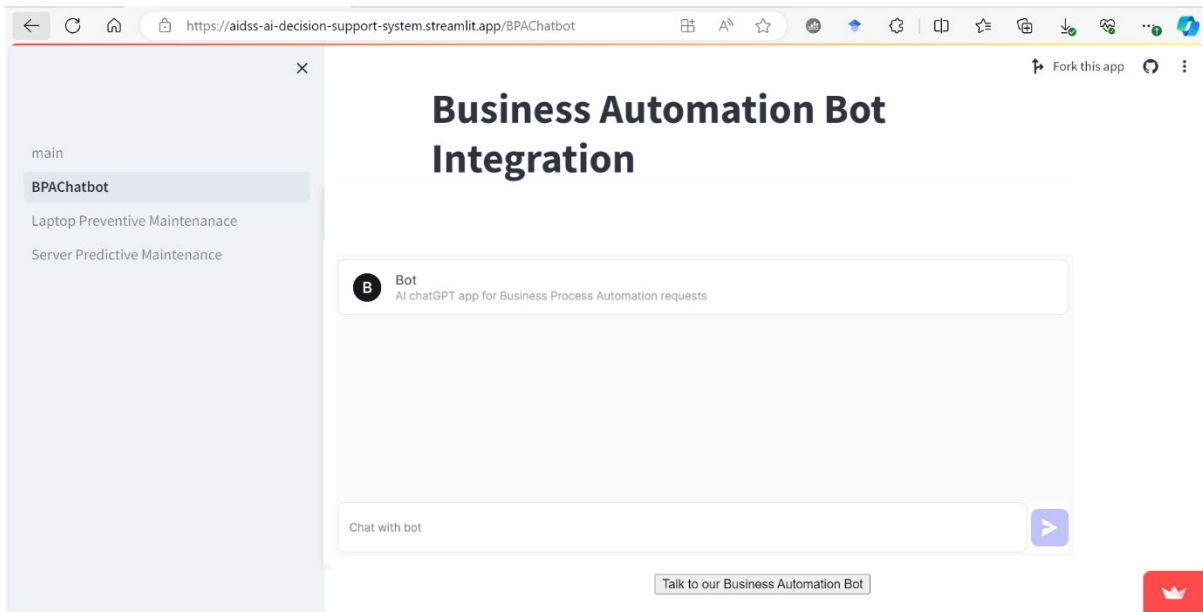 https://aidss-ai-decision-support-system.streamlit.app/BPAChatbot
Fork this app
main
BPAChatbot
Laptop Preventive Maintenanace
Server Predictive Maintenance
Business Automation Bot
Integration
B
Bot
AI chatGPT app for Business Process Automation requests
Chat with bot
Talk to our Business Automation Bot